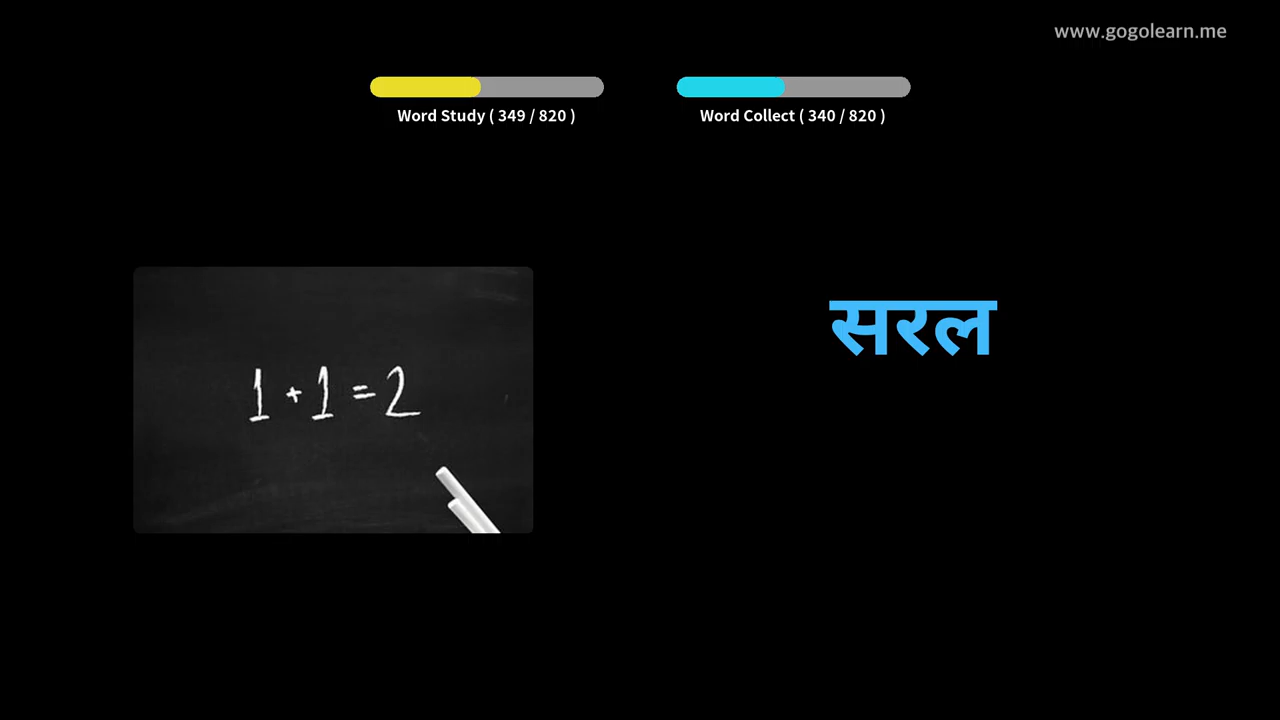 www.gogolearn.me
Word Study ( 349 / 820 )
Word Collect ( 340 / 820 )
सरल
1 + 1 = 2